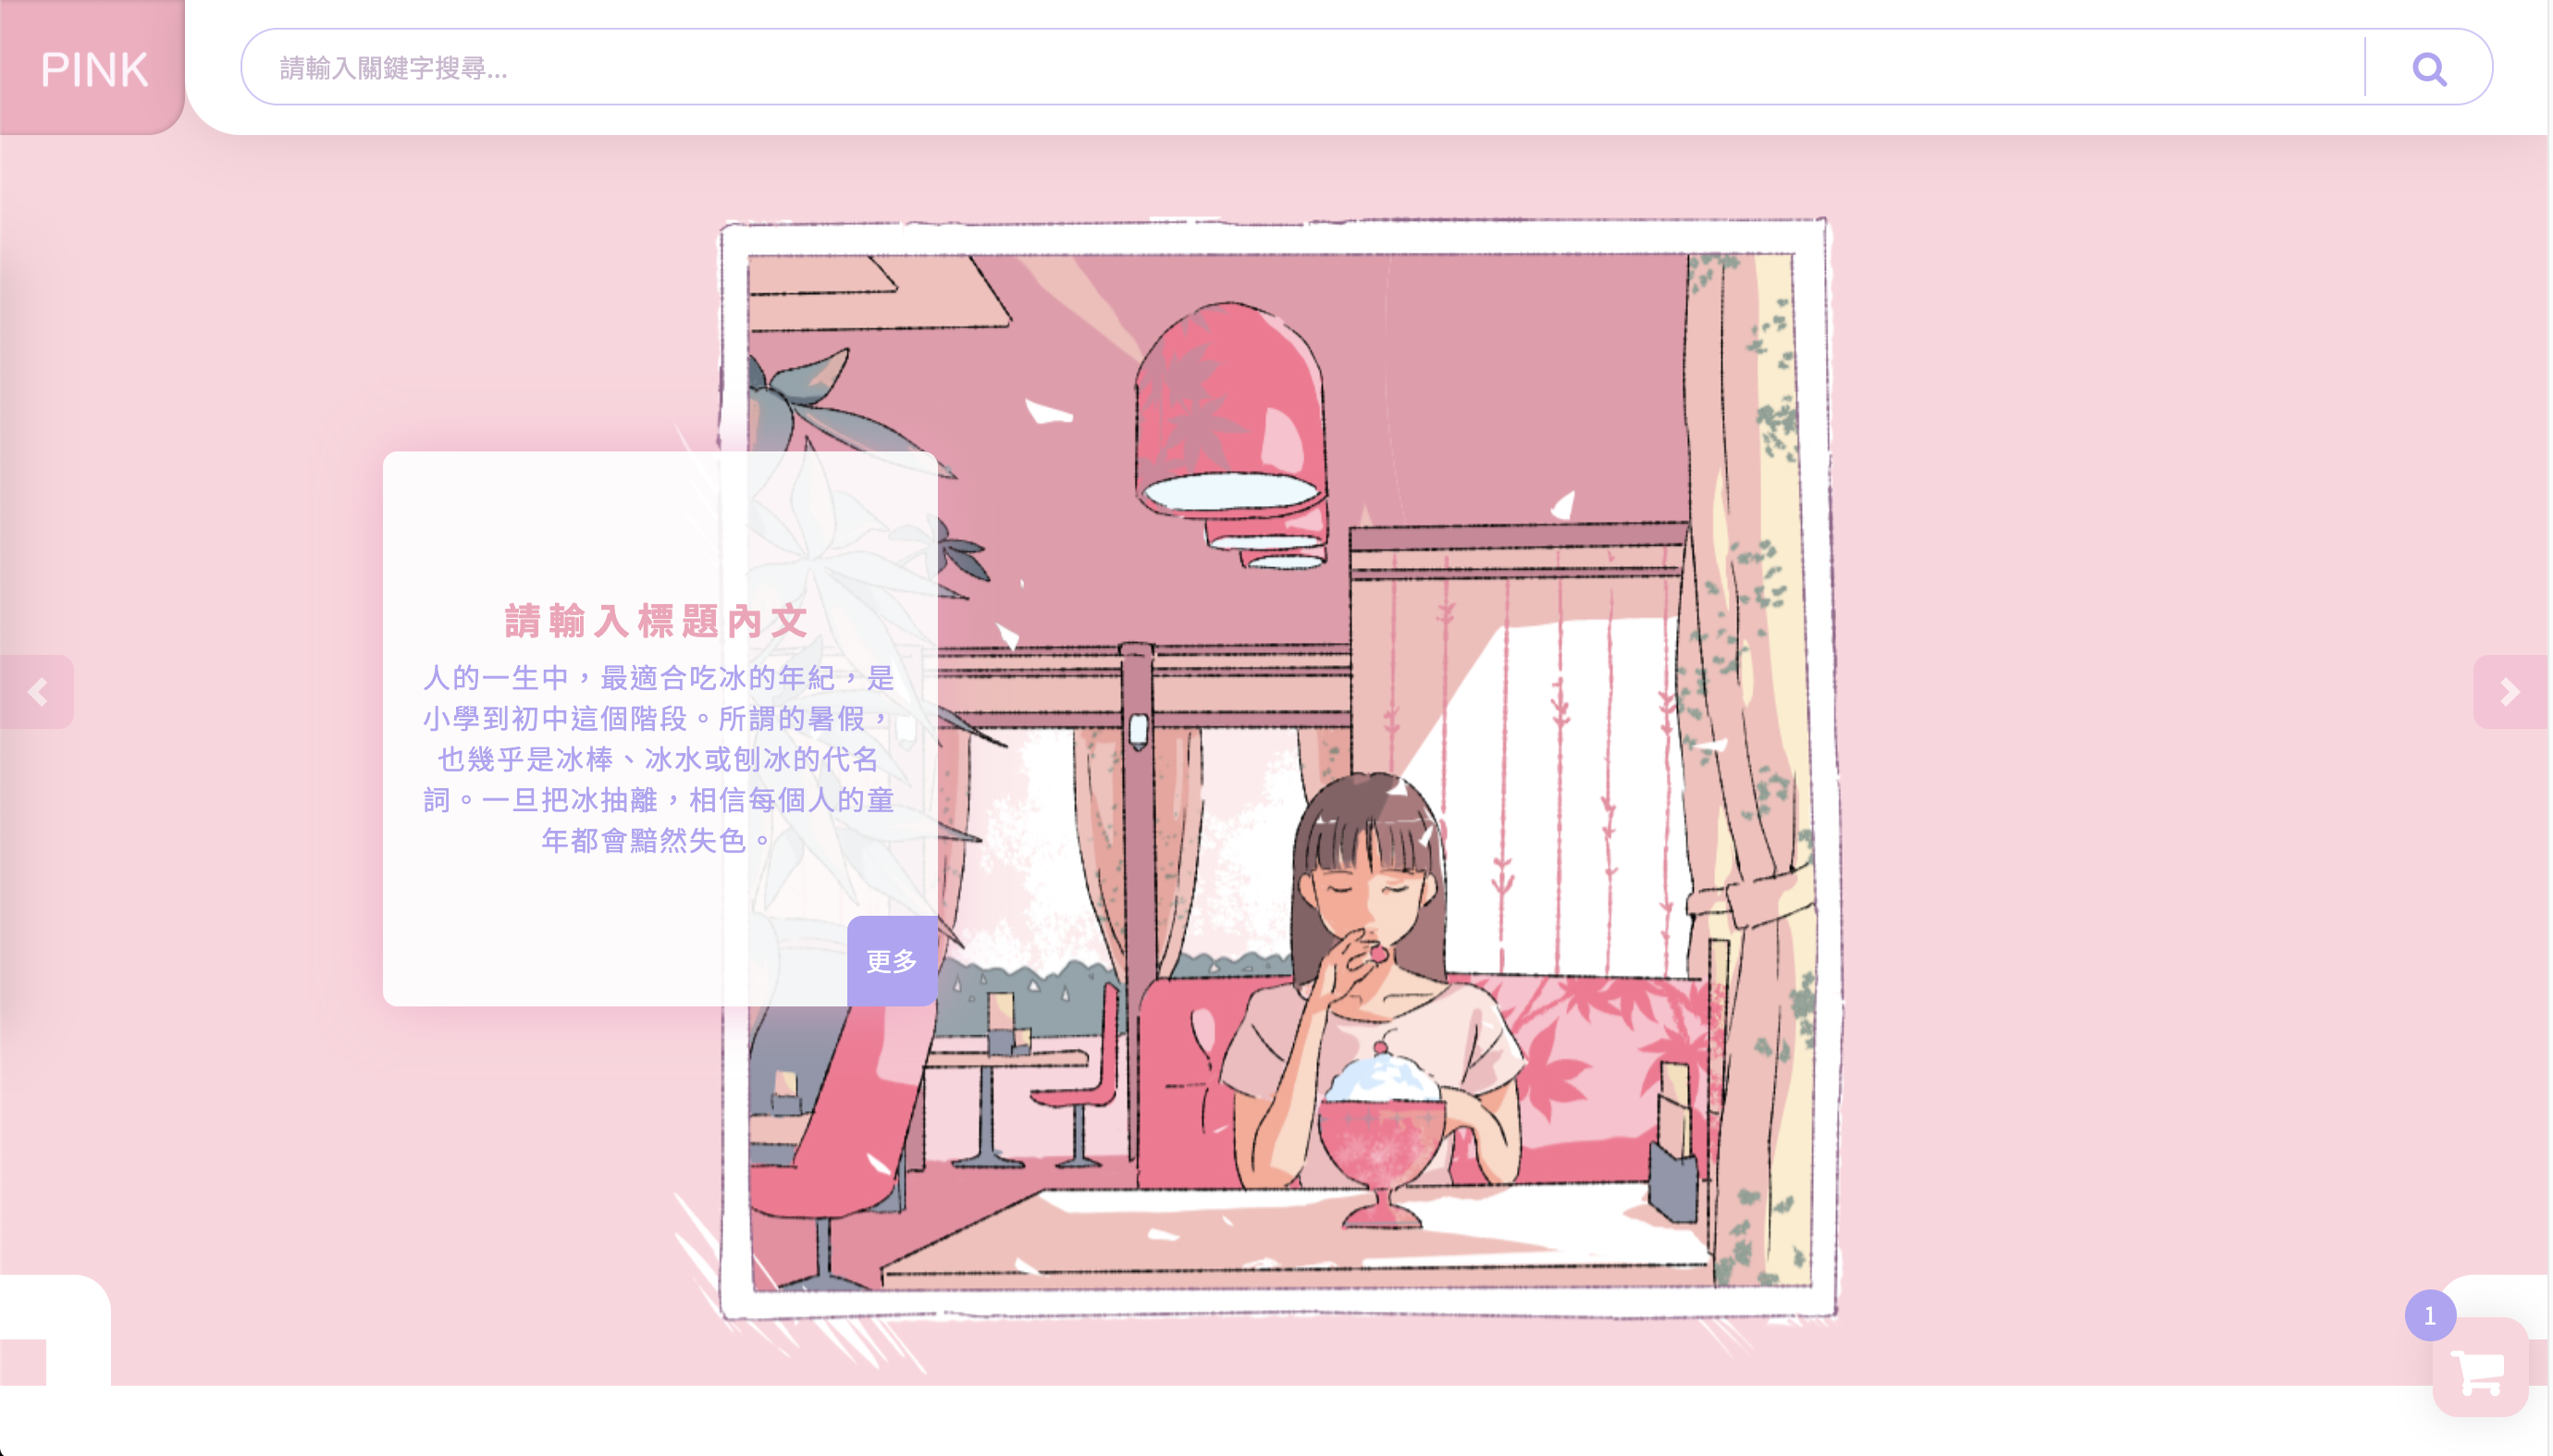 PINK
請輸入關鍵字搜尋...
請輸入標題內文
人的一生中，最適合吃冰的年紀，是
小學到初中這個階段。所謂的暑假，
也幾乎是冰棒、冰水或刨冰的代名
詞。一旦把冰抽離，相信每個人的童
年都會黯然失色。
更多
1